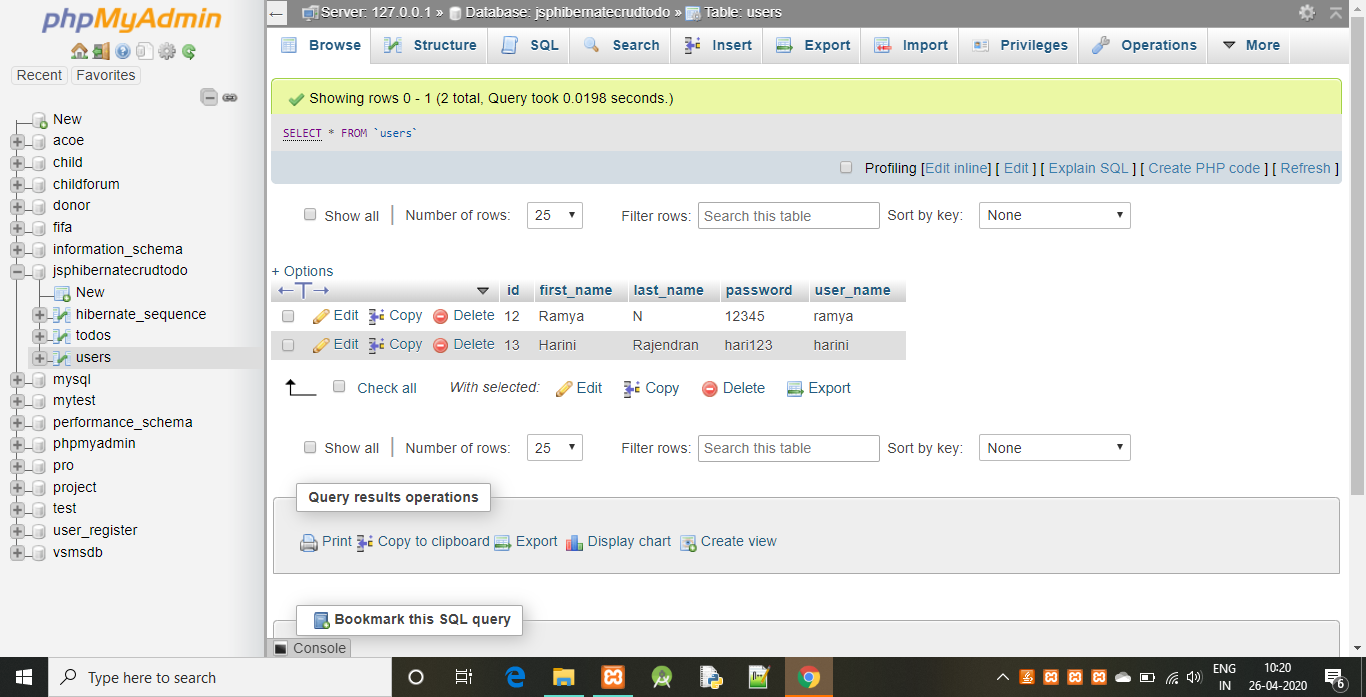 phpMyAdmin
Recent Favorites
New
acoe
child
childforum
donor
fifa
information_schema
jsphibernatecrudtodo
New
hibernate_sequence
todos
users
mysql
mytest
performance_schema
phpmyadmin
pro
project
test
user_register
vsmsdb
Server: 127.0.0.1 » Database: jsphibernatecrudtodo » Table: users
Browse Structure SQL Search Insert Export Import Privileges Operations More
Showing rows 0 - 1 (2 total, Query took 0.0198 seconds.)
SELECT * FROM `users`
Profiling [Edit inline] [ Edit ] [ Explain SQL ] [ Create PHP code ] [ Refresh ]
Show all | Number of rows: 25 Filter rows: Search this table Sort by key: None
+ Options
id first_name last_name password user_name
Edit Copy Delete 12 Ramya N 12345 ramya
Edit Copy Delete 13 Harini Rajendran hari123 harini
Check all With selected: Edit Copy Delete Export
Show all | Number of rows: 25 Filter rows: Search this table Sort by key: None
Query results operations
Print Copy to clipboard Export Display chart Create view
Bookmark this SQL query
Console
Type here to search
ENG
IN
10:20
26-04-2020
6